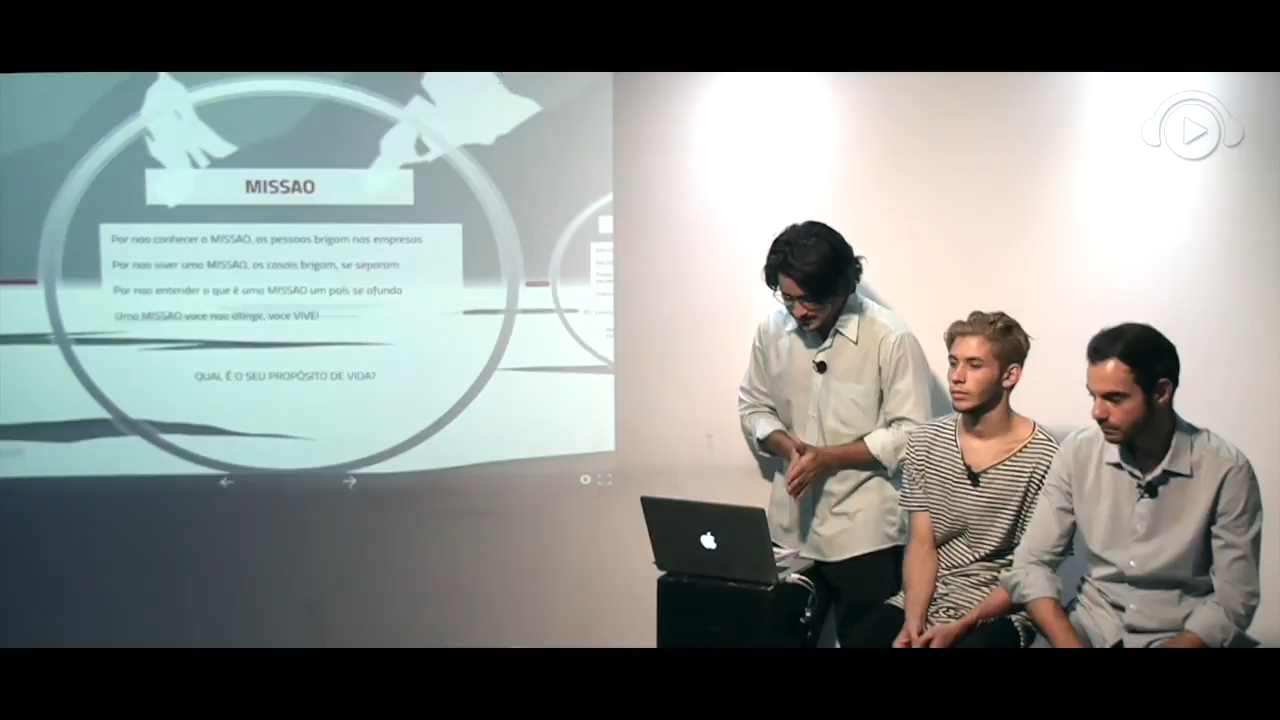 MISSAO
Por nao conhecer a MISSAO, as pessoas brigam nas empresas
Por nao viver uma MISSAO, os casais brigam, se separam
Por nao entender o que é uma MISSAO um país se afunda
¡Uma MISSAO voce nao atinge, voce VIVE!
QUAL É O SEU PROPÓSITO DE VIDA?